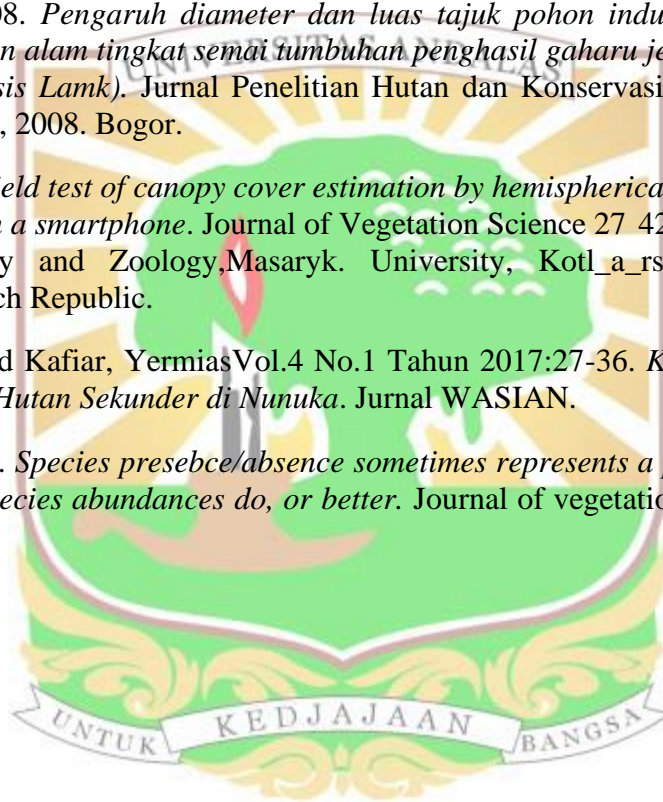 08. Pengaruh diameter dan luas tajuk pohon indu
n alam tingkat semai tumbuhan penghasil gaharu je
UNIVERSITAS ANDALAS
sis Lamk). Jurnal Penelitian Hutan dan Konservasi
, 2008. Bogor.
ield test of canopy cover estimation by hemispherica
a smartphone. Journal of Vegetation Science 27 42
y and Zoology,Masaryk. University, Kotl_a_rs
ch Republic.
d Kafiar, YermiasVol.4 No.1 Tahun 2017:27-36. K
Hutan Sekunder di Nunuka. Jurnal WASIAN.
. Species presebce/absence sometimes represents a p
ecies abundances do, or better. Journal of vegetatio
UNTUK KEDJAJAAN BANGSA